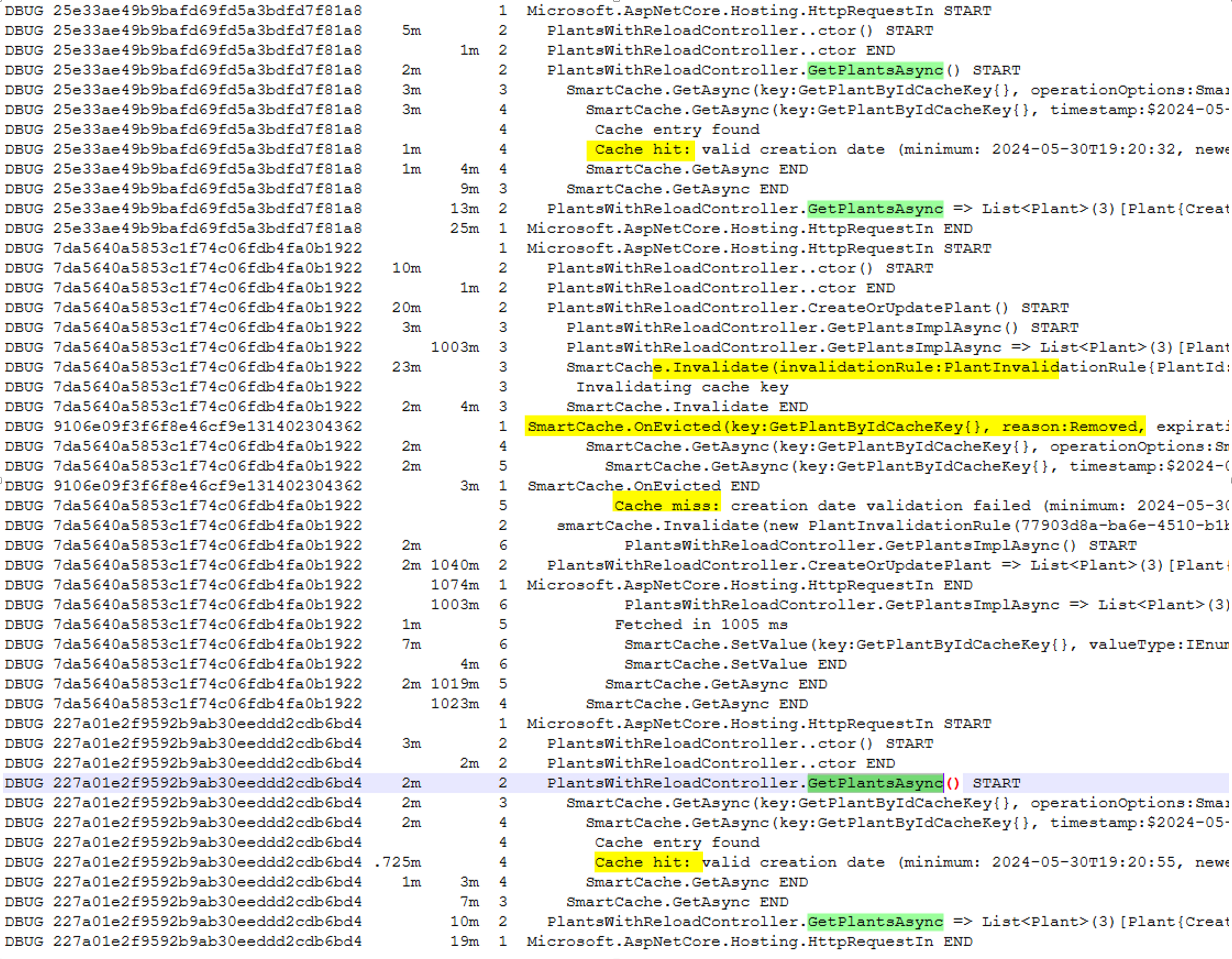 DBUG 25e33ae49b9bafd69fd5a3bdfd7f81a8 1 Microsoft.AspNetCore.Hosting.HttpRequestIn START
DBUG 25e33ae49b9bafd69fd5a3bdfd7f81a8 5m 2 PlantsWithReloadController..ctor() START
DBUG 25e33ae49b9bafd69fd5a3bdfd7f81a8 1m 2 PlantsWithReloadController..ctor END
DBUG 25e33ae49b9bafd69fd5a3bdfd7f81a8 2m 2 PlantsWithReloadController.GetPlantsAsync() START
DBUG 25e33ae49b9bafd69fd5a3bdfd7f81a8 3m 3 SmartCache.GetAsync(key:GetPlantByIdCacheKey{}, operationOptions:Smar
DBUG 25e33ae49b9bafd69fd5a3bdfd7f81a8 3m 4 SmartCache.GetAsync(key:GetPlantByIdCacheKey{}, timestamp:$2024-05-
DBUG 25e33ae49b9bafd69fd5a3bdfd7f81a8 4 Cache entry found
DBUG 25e33ae49b9bafd69fd5a3bdfd7f81a8 1m 4 Cache hit: valid creation date (minimum: 2024-05-30T19:20:32, newe
DBUG 25e33ae49b9bafd69fd5a3bdfd7f81a8 1m 4m 4 SmartCache.GetAsync END
DBUG 25e33ae49b9bafd69fd5a3bdfd7f81a8 9m 3 SmartCache.GetAsync END
DBUG 25e33ae49b9bafd69fd5a3bdfd7f81a8 13m 2 PlantsWithReloadController.GetPlantsAsync => List<Plant>(3)[Plant{Creat
DBUG 25e33ae49b9bafd69fd5a3bdfd7f81a8 25m 1 Microsoft.AspNetCore.Hosting.HttpRequestIn END
DBUG 7da5640a5853c1f74c06fdb4fa0b1922 1 Microsoft.AspNetCore.Hosting.HttpRequestIn START
DBUG 7da5640a5853c1f74c06fdb4fa0b1922 10m 2 PlantsWithReloadController..ctor() START
DBUG 7da5640a5853c1f74c06fdb4fa0b1922 1m 2 PlantsWithReloadController..ctor END
DBUG 7da5640a5853c1f74c06fdb4fa0b1922 20m 2 PlantsWithReloadController.CreateOrUpdatePlant() START
DBUG 7da5640a5853c1f74c06fdb4fa0b1922 3m 3 PlantsWithReloadController.GetPlantsImplAsync() START
DBUG 7da5640a5853c1f74c06fdb4fa0b1922 1003m 3 PlantsWithReloadController.GetPlantsImplAsync => List<Plant>(3)[Plant
DBUG 7da5640a5853c1f74c06fdb4fa0b1922 23m 3 SmartCache.Invalidate(invalidationRule:PlantInvalidationRule{PlantId:
DBUG 7da5640a5853c1f74c06fdb4fa0b1922 3 Invalidating cache key
DBUG 7da5640a5853c1f74c06fdb4fa0b1922 2m 4m 3 SmartCache.Invalidate END
DBUG 9106e09f3f6f8e46cf9e131402304362 1 SmartCache.OnEvicted(key:GetPlantByIdCacheKey{}, reason:Removed, expirati
DBUG 7da5640a5853c1f74c06fdb4fa0b1922 2m 4 SmartCache.GetAsync(key:GetPlantByIdCacheKey{}, operationOptions:Sm
DBUG 7da5640a5853c1f74c06fdb4fa0b1922 2m 5 SmartCache.GetAsync(key:GetPlantByIdCacheKey{}, timestamp:$2024-0
DBUG 9106e09f3f6f8e46cf9e131402304362 3m 1 SmartCache.OnEvicted END
DBUG 7da5640a5853c1f74c06fdb4fa0b1922 5 Cache miss: creation date validation failed (minimum: 2024-05-30
DBUG 7da5640a5853c1f74c06fdb4fa0b1922 2 smartCache.Invalidate(new PlantInvalidationRule(77903d8a-ba6e-4510-b1b
DBUG 7da5640a5853c1f74c06fdb4fa0b1922 2m 6 PlantsWithReloadController.GetPlantsImplAsync() START
DBUG 7da5640a5853c1f74c06fdb4fa0b1922 2m 1040m 2 PlantsWithReloadController.CreateOrUpdatePlant => List<Plant>(3)[Plant{
DBUG 7da5640a5853c1f74c06fdb4fa0b1922 1074m 1 Microsoft.AspNetCore.Hosting.HttpRequestIn END
DBUG 7da5640a5853c1f74c06fdb4fa0b1922 1003m 6 PlantsWithReloadController.GetPlantsImplAsync => List<Plant>(3)
DBUG 7da5640a5853c1f74c06fdb4fa0b1922 1m 5 Fetched in 1005 ms
DBUG 7da5640a5853c1f74c06fdb4fa0b1922 7m 6 SmartCache.SetValue(key:GetPlantByIdCacheKey{}, valueType:IEnum
DBUG 7da5640a5853c1f74c06fdb4fa0b1922 4m 6 SmartCache.SetValue END
DBUG 7da5640a5853c1f74c06fdb4fa0b1922 2m 1019m 5 SmartCache.GetAsync END
DBUG 7da5640a5853c1f74c06fdb4fa0b1922 1023m 4 SmartCache.GetAsync END
DBUG 227a01e2f9592b9ab30eeddd2cdb6bd4 1 Microsoft.AspNetCore.Hosting.HttpRequestIn START
DBUG 227a01e2f9592b9ab30eeddd2cdb6bd4 3m 2 PlantsWithReloadController..ctor() START
DBUG 227a01e2f9592b9ab30eeddd2cdb6bd4 2m 2 PlantsWithReloadController..ctor END
DBUG 227a01e2f9592b9ab30eeddd2cdb6bd4 2m 2 PlantsWithReloadController.GetPlantsAsync() START
DBUG 227a01e2f9592b9ab30eeddd2cdb6bd4 2m 3 SmartCache.GetAsync(key:GetPlantByIdCacheKey{}, operationOptions:Smar
DBUG 227a01e2f9592b9ab30eeddd2cdb6bd4 2m 4 SmartCache.GetAsync(key:GetPlantByIdCacheKey{}, timestamp:$2024-05-
DBUG 227a01e2f9592b9ab30eeddd2cdb6bd4 4 Cache entry found
DBUG 227a01e2f9592b9ab30eeddd2cdb6bd4 .725m 4 Cache hit: valid creation date (minimum: 2024-05-30T19:20:55, newe
DBUG 227a01e2f9592b9ab30eeddd2cdb6bd4 1m 3m 4 SmartCache.GetAsync END
DBUG 227a01e2f9592b9ab30eeddd2cdb6bd4 7m 3 SmartCache.GetAsync END
DBUG 227a01e2f9592b9ab30eeddd2cdb6bd4 10m 2 PlantsWithReloadController.GetPlantsAsync => List<Plant>(3)[Plant{Creat
DBUG 227a01e2f9592b9ab30eeddd2cdb6bd4 19m 1 Microsoft.AspNetCore.Hosting.HttpRequestIn END